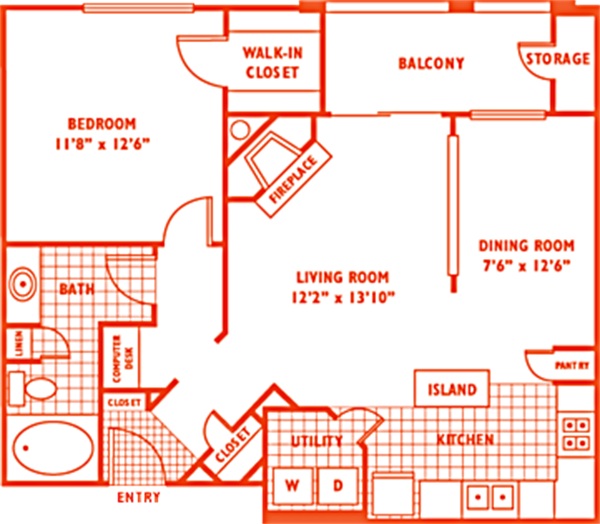 WALK-IN
CLOSET
BALCONY
STORAGE
BEDROOM
11'8" x 12'6"
FIREPLACE
DINING ROOM
7'6" x 12'6"
LIVING ROOM
12'2" x 13'10"
BATH
LINEN
COMPUTER
DESK
PANTRY
ISLAND
CLOSET
CLOSET
UTILITY
KITCHEN
W
D
ENTRY